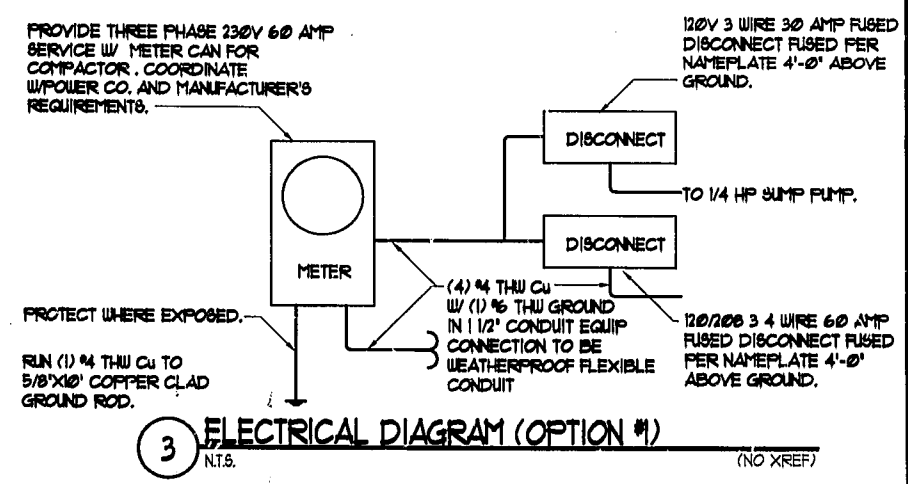 PROVIDE THREE PHASE 230V 60 AMP
SERVICE W/ METER CAN FOR
COMPACTOR. COORDINATE
W/POWER CO. AND MANUFACTURER'S
REQUIREMENTS.
120V 3 WIRE 30 AMP FUSED
DISCONNECT FUSED PER
NAMEPLATE 4'-0" ABOVE
GROUND.
DISCONNECT
TO 1/4 HP SUMP PUMP.
DISCONNECT
METER
(4) #4 THW Cu
W/ (1) #6 THW GROUND
IN 1 1/2" CONDUIT EQUIP
CONNECTION TO BE
WEATHERPROOF FLEXIBLE
CONDUIT
PROTECT WHERE EXPOSED.
RUN (1) #4 THW Cu TO
5/8"X10' COPPER CLAD
GROUND ROD.
120/208 3 4 WIRE 60 AMP
FUSED DISCONNECT FUSED
PER NAMEPLATE 4'-0"
ABOVE GROUND.
3 ELECTRICAL DIAGRAM (OPTION #1)
N.T.S. (NO XREF)